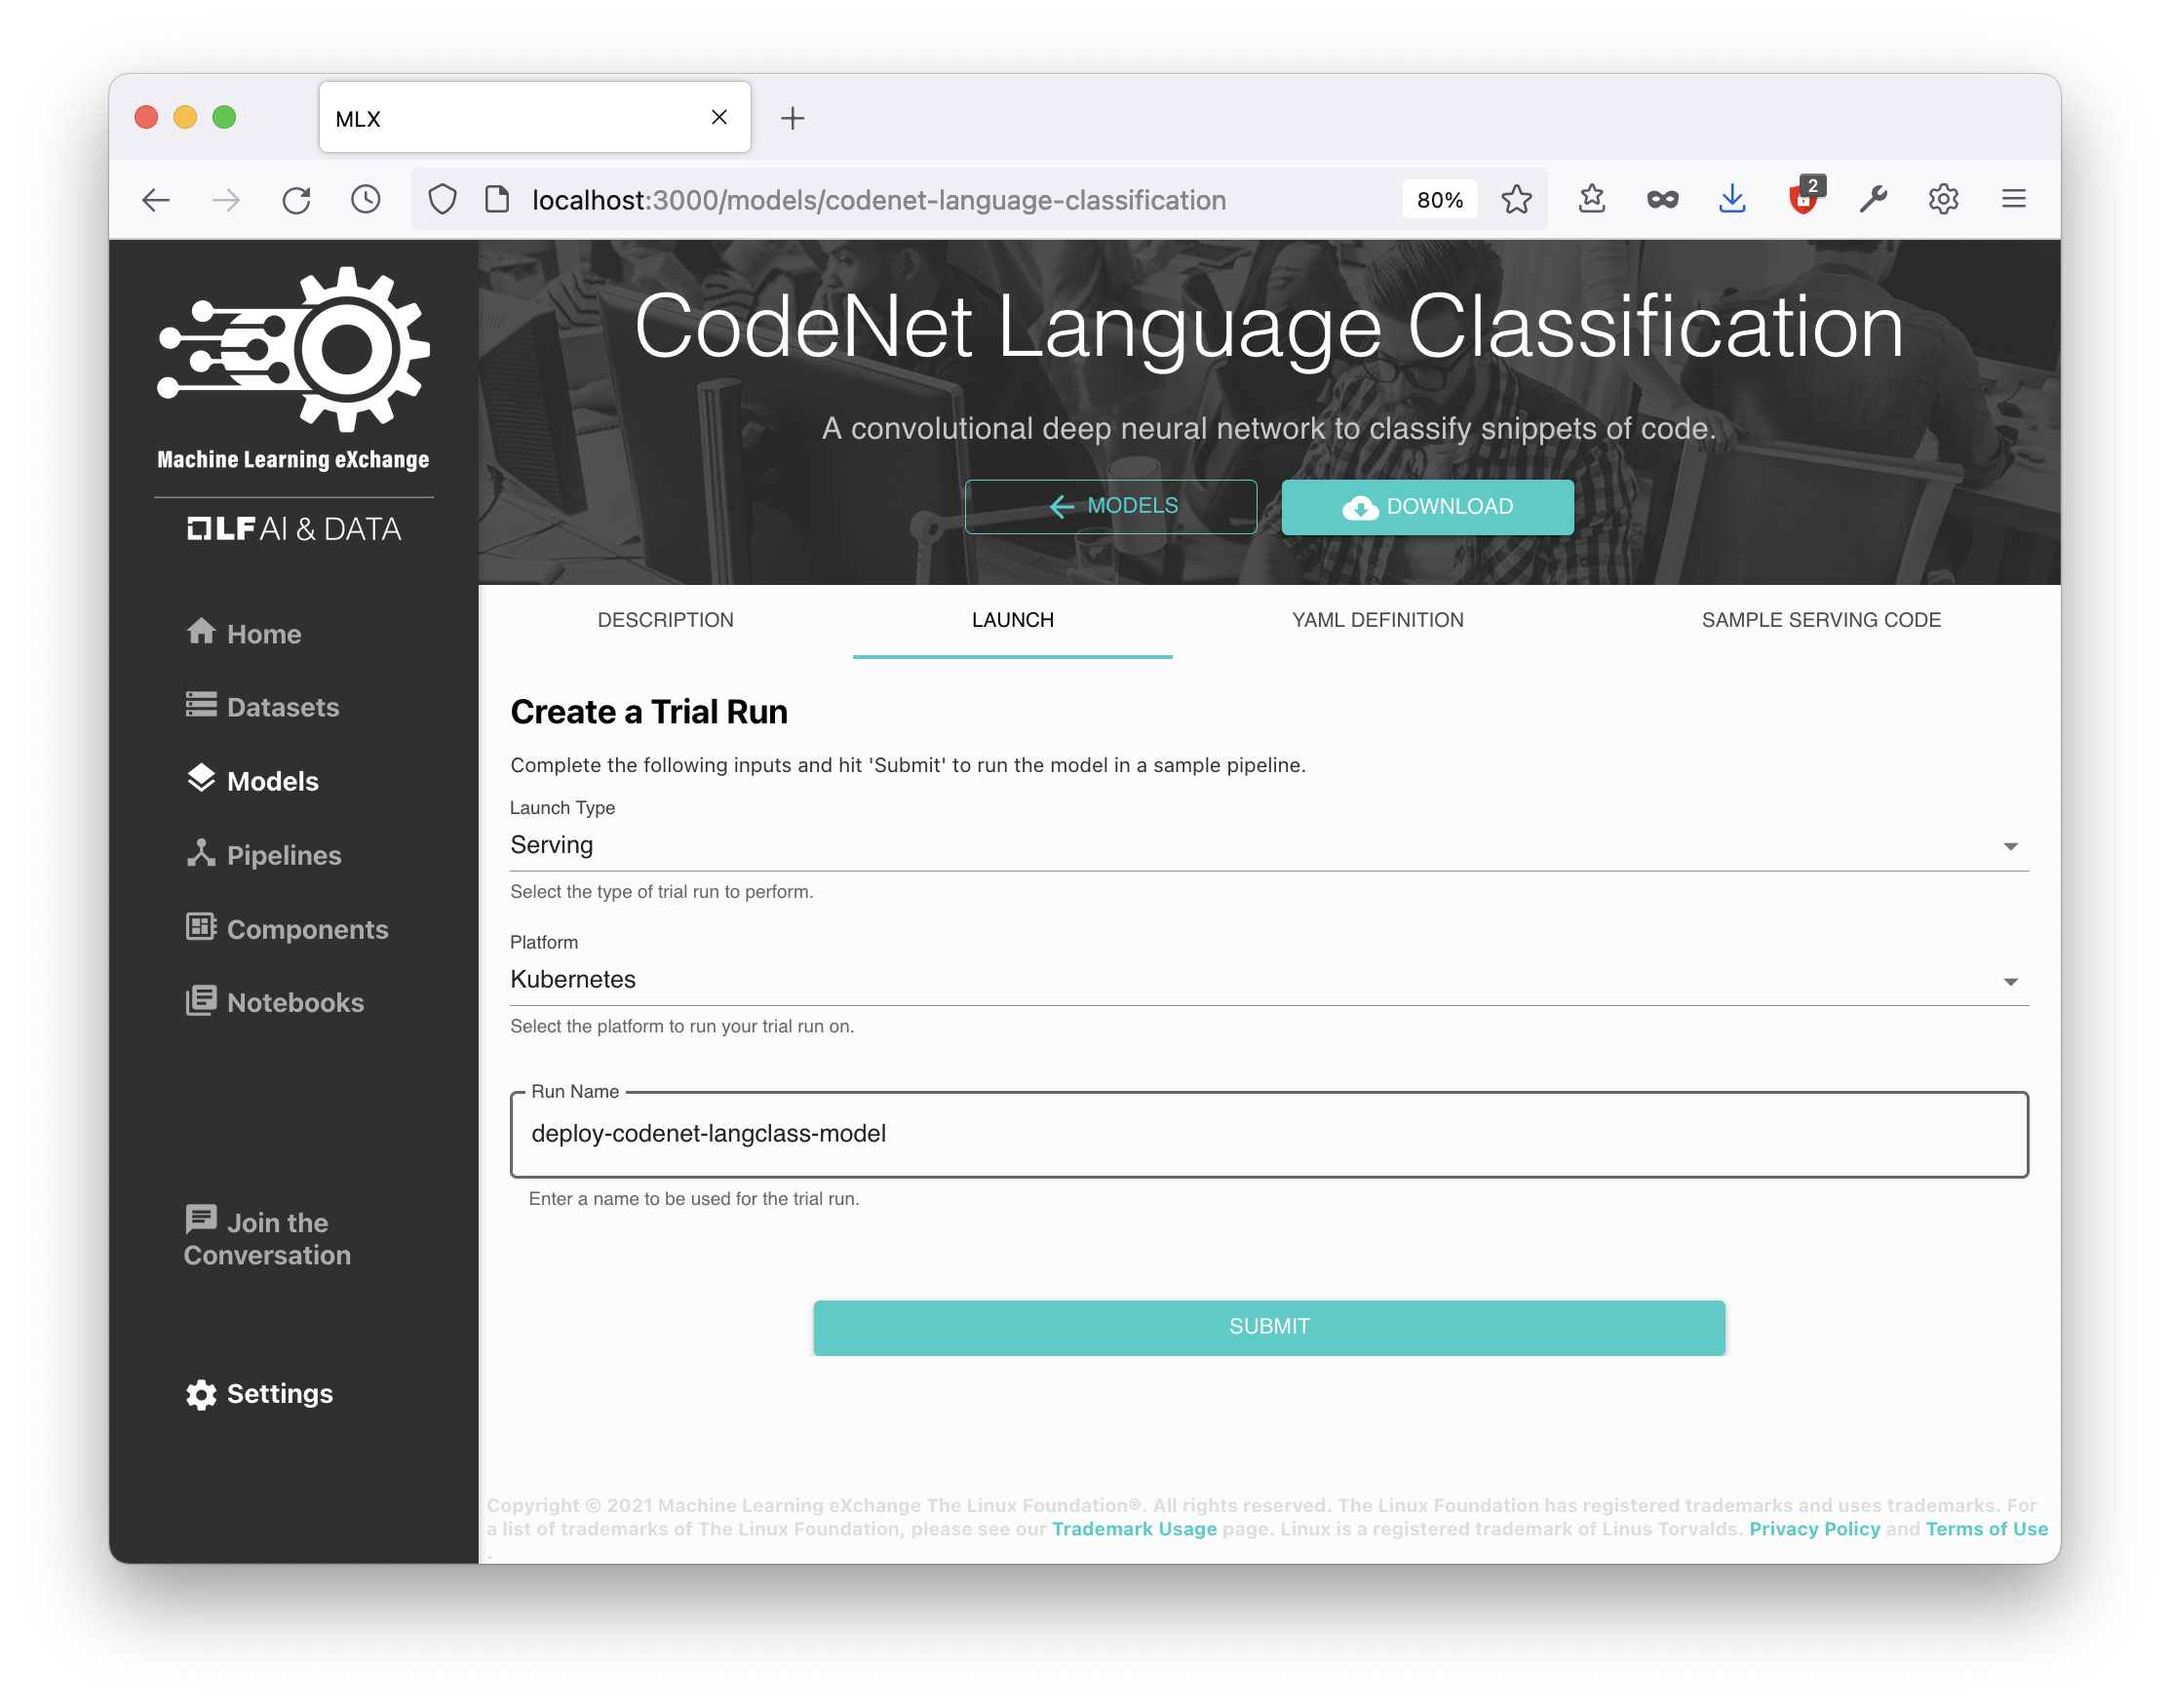 MLX
localhost:3000/models/codenet-language-classification
80%
2
Machine Learning eXchange
LF AI & DATA
Home
Datasets
Models
Pipelines
Components
Notebooks
Join the
Conversation
Settings
CodeNet Language Classification
A convolutional deep neural network to classify snippets of code.
MODELS
DOWNLOAD
DESCRIPTION
LAUNCH
YAML DEFINITION
SAMPLE SERVING CODE
Create a Trial Run
Complete the following inputs and hit 'Submit' to run the model in a sample pipeline.
Launch Type
Serving
Select the type of trial run to perform.
Platform
Kubernetes
Select the platform to run your trial run on.
Run Name
deploy-codenet-langclass-model
Enter a name to be used for the trial run.
SUBMIT
Copyright © 2021 Machine Learning eXchange The Linux Foundation®. All rights reserved. The Linux Foundation has registered trademarks and uses trademarks. For
a list of trademarks of The Linux Foundation, please see our Trademark Usage page. Linux is a registered trademark of Linus Torvalds. Privacy Policy and Terms of Use
.